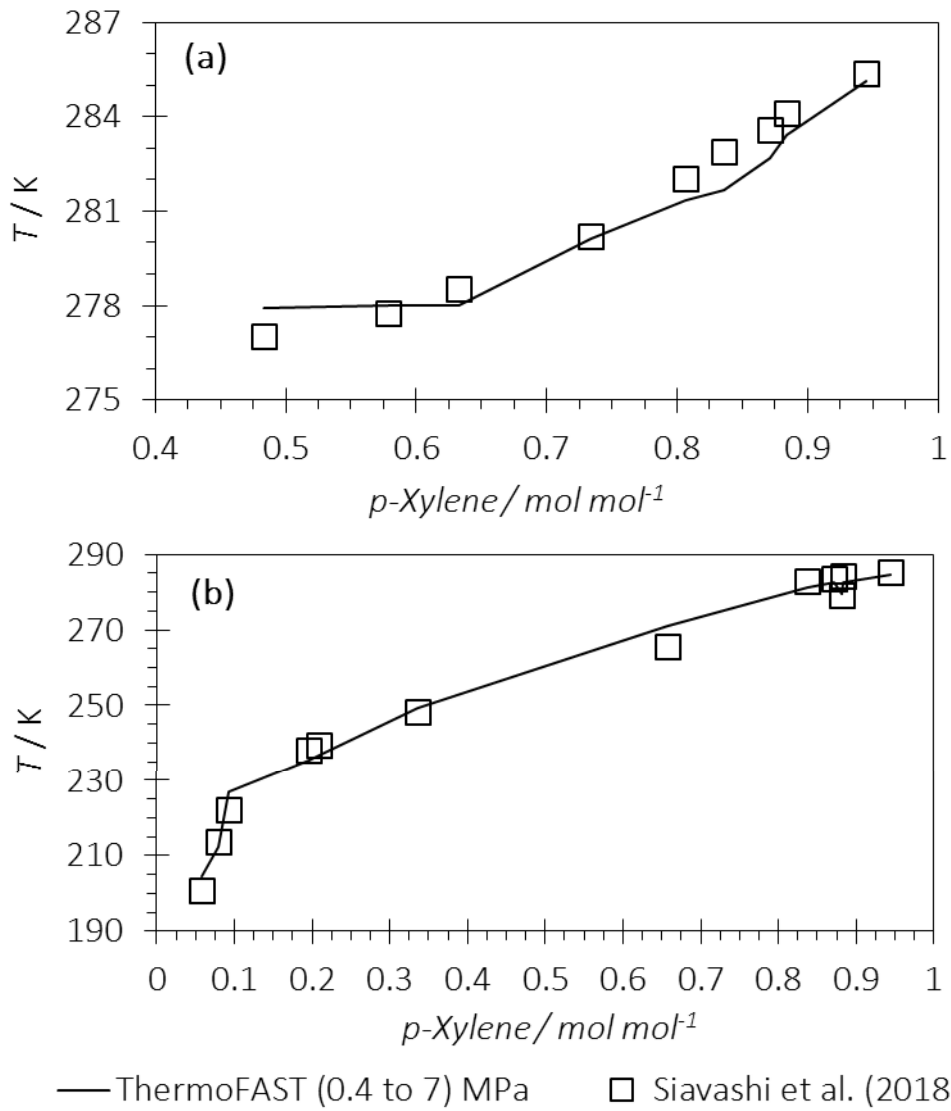 287
(a)
284
281
278
275
T / K
0.4 0.5 0.6 0.7 0.8 0.9 1
p-Xylene / mol mol-1
290
(b)
270
250
230
210
190
T / K
0 0.1 0.2 0.3 0.4 0.5 0.6 0.7 0.8 0.9 1
p-Xylene / mol mol-1
ThermoFAST (0.4 to 7) MPa Siavashi et al. (2018